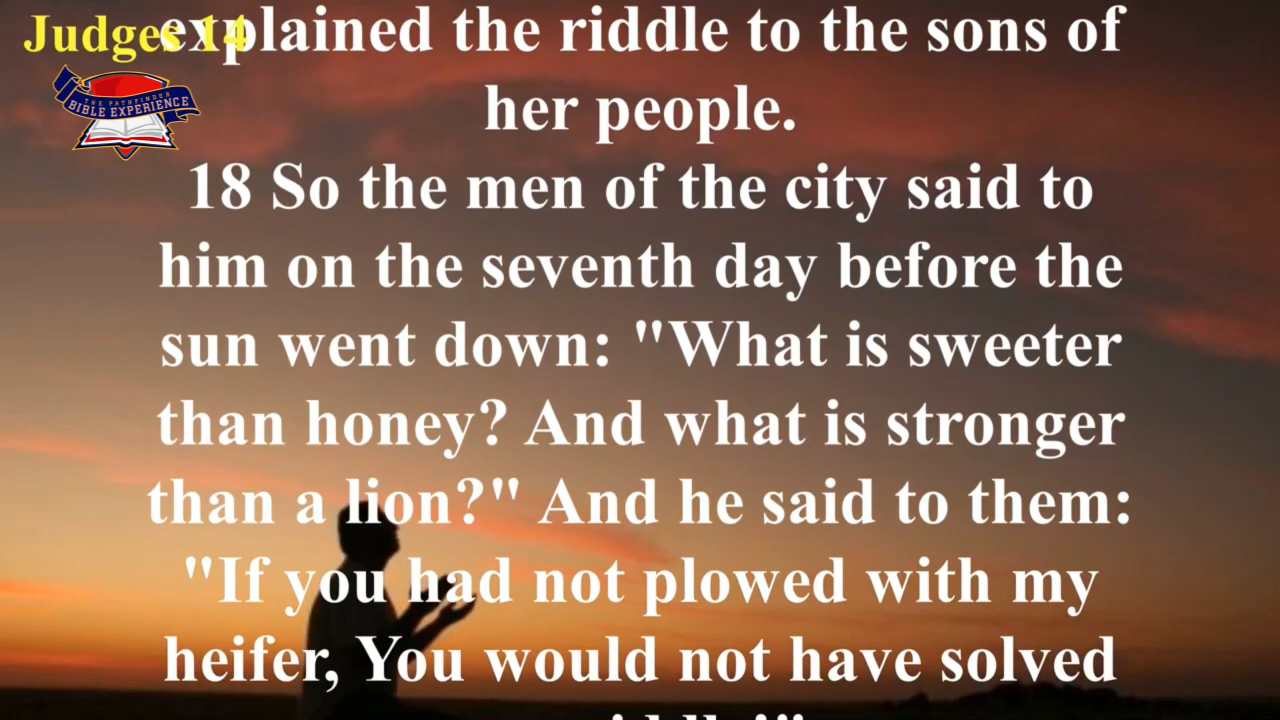 Judges 14
THE PATHFINDER
BIBLE EXPERIENCE
explained the riddle to the sons of
her people.
18 So the men of the city said to
him on the seventh day before the
sun went down: "What is sweeter
than honey? And what is stronger
than a lion?" And he said to them:
"If you had not plowed with my
heifer, You would not have solved